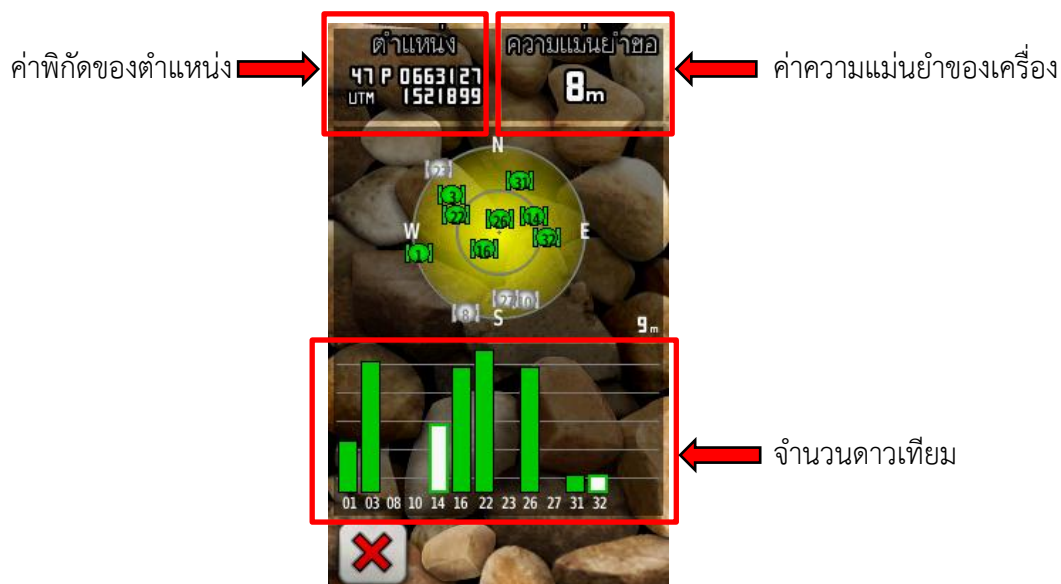 ตำแหน่ง
ความแม่นยำของ
ค่าพิกัดของตำแหน่ง
47 P 0663127
UTM 1521899
8m
ค่าความแม่นยำของเครื่อง
N
23
31
3
22
26
14
W
E
32
1
16
27
10
8
S
9m
จำนวนดาวเทียม
01 03 08 10 14 16 22 23 26 27 31 32